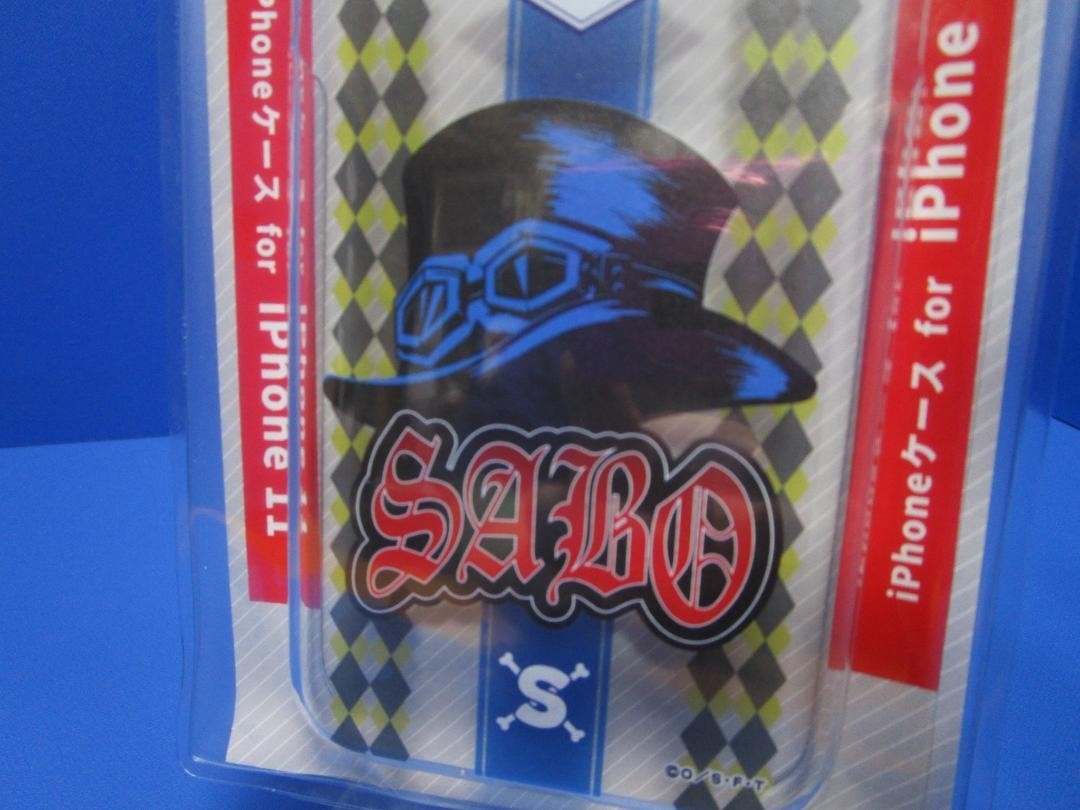 iPhoneケース for iPhone 11
iPhoneケース for iPhone
SABO
S
©O/S・F・T